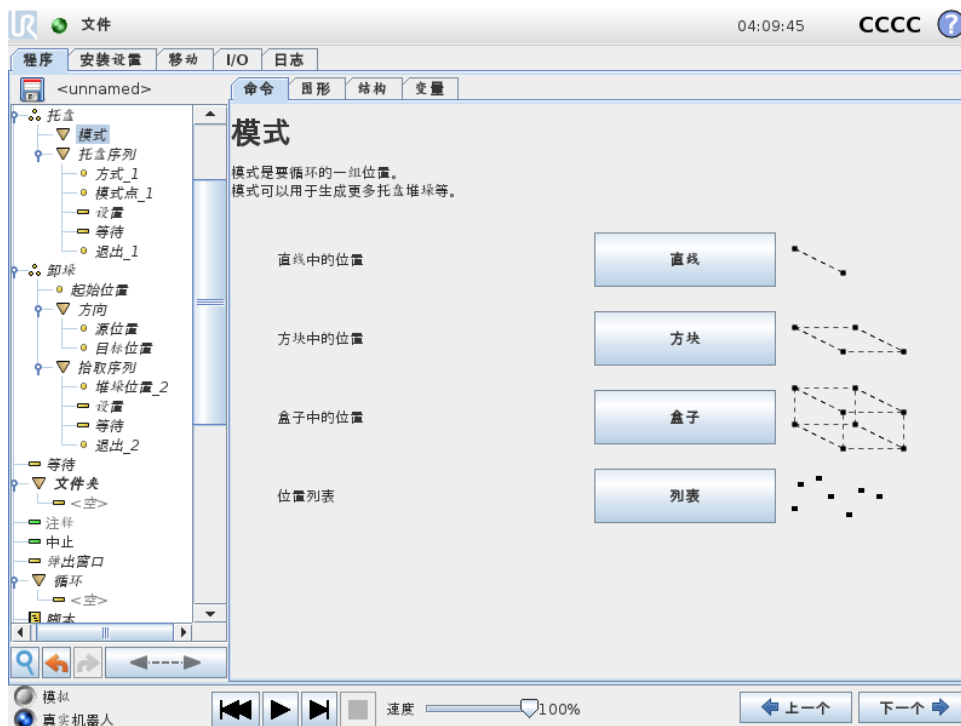 UR 文件 04:09:45 CCCC ?
程序 安装设置 移动 I/O 日志
<unnamed>
命令 图形 结构 变量
托盘
模式
托盘序列
方式_1
模式点_1
设置
等待
退出_1
卸垛
起始位置
方向
源位置
目标位置
拾取序列
堆垛位置_2
设置
等待
退出_2
等待
文件夹
<空>
注释
中止
弹出窗口
循环
<空>
脚本
模式
模式是要循环的一组位置。
模式可以用于生成更多托盘堆垛等。
直线中的位置 直线
方块中的位置 方块
盒子中的位置 盒子
位置列表 列表
模拟
真实机器人
速度 100%
上一个 下一个